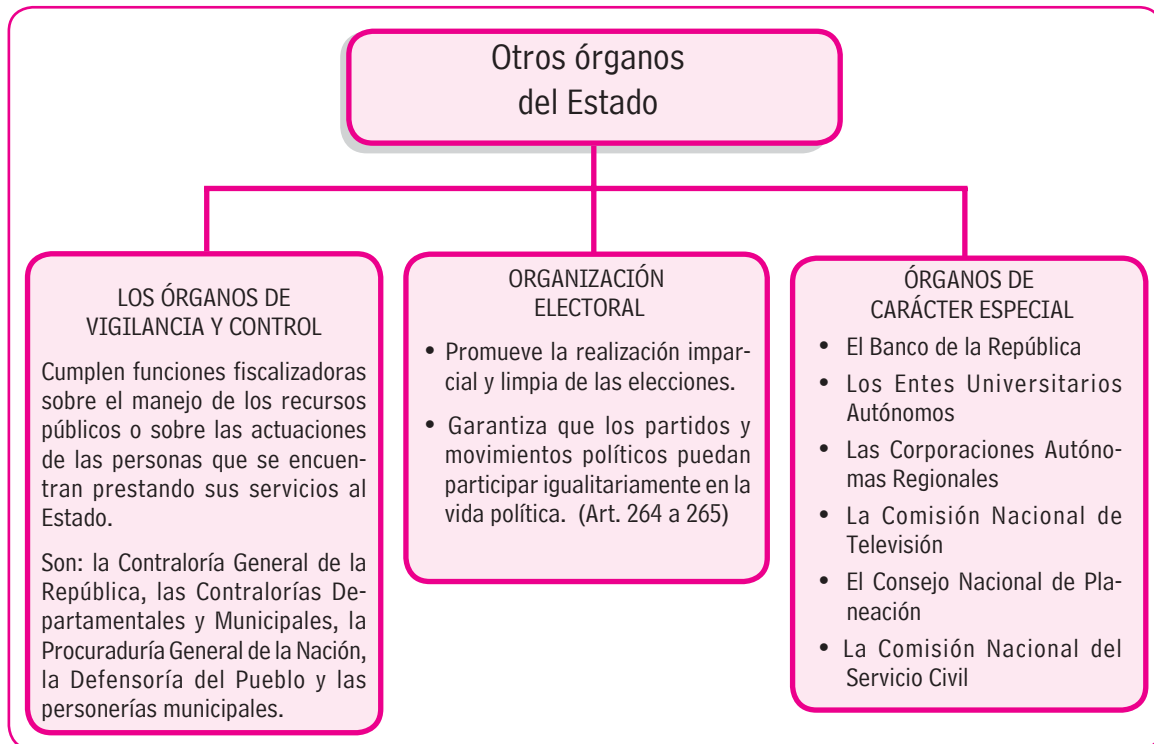 Otros órganos
del Estado
LOS ÓRGANOS DE
VIGILANCIA Y CONTROL
Cumplen funciones fiscalizadoras
sobre el manejo de los recursos
públicos o sobre las actuaciones
de las personas que se encuen-
tran prestando sus servicios al
Estado.
Son: la Contraloría General de la
República, las Contralorías De-
partamentales y Municipales, la
Procuraduría General de la Nación,
la Defensoría del Pueblo y las
personerías municipales.
ORGANIZACIÓN
ELECTORAL
• Promueve la realización impar-
cial y limpia de las elecciones.
• Garantiza que los partidos y
movimientos políticos puedan
participar igualitariamente en la
vida política. (Art. 264 a 265)
ÓRGANOS DE
CARÁCTER ESPECIAL
• El Banco de la República
• Los Entes Universitarios
Autónomos
• Las Corporaciones Autóno-
mas Regionales
• La Comisión Nacional de
Televisión
• El Consejo Nacional de Pla-
neación
• La Comisión Nacional del
Servicio Civil